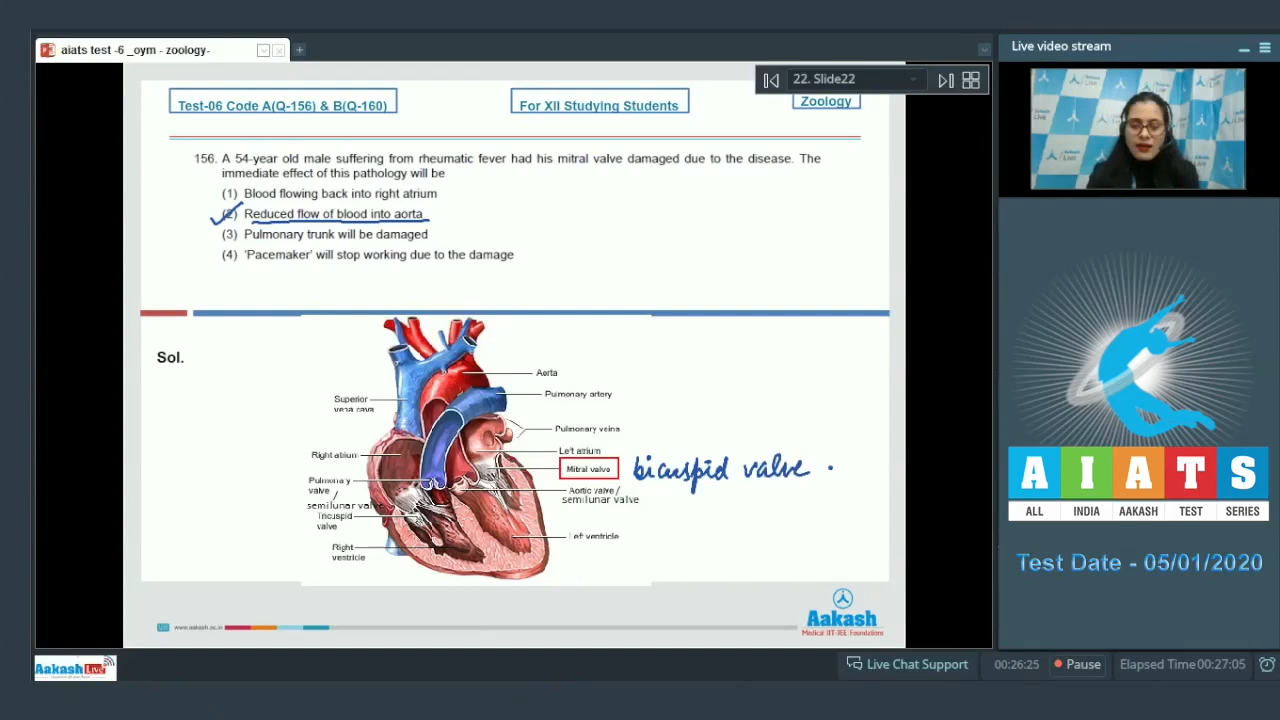 aiats test -6 _oym - zoology-
Live video stream
22. Slide22
Test-06 Code A(Q-156) & B(Q-160)
For XII Studying Students
Zoology
156. A 54-year old male suffering from rheumatic fever had his mitral valve damaged due to the disease. The
immediate effect of this pathology will be
(1) Blood flowing back into right atrium
(2) Reduced flow of blood into aorta
(3) Pulmonary trunk will be damaged
(4) 'Pacemaker' will stop working due to the damage
Sol.
Aorta
Pulmonary artery
Superior
vena cava
Pulmonary veins
Left atrium
Right atrium
Mitral valve
bicuspid valve
Pulmonary
valve
/
semilunar valve
Aortic valve /
semilunar valve
Tricuspid
valve
Left ventricle
Right
ventricle
www.aakash.ac.in
Aakash
Medical IIT-JEE Foundations
Aakash Live
AIATS
ALL INDIA AAKASH TEST SERIES
Test Date - 05/01/2020
Aakash Live
Live Chat Support
00:26:25
Pause
Elapsed Time 00:27:05